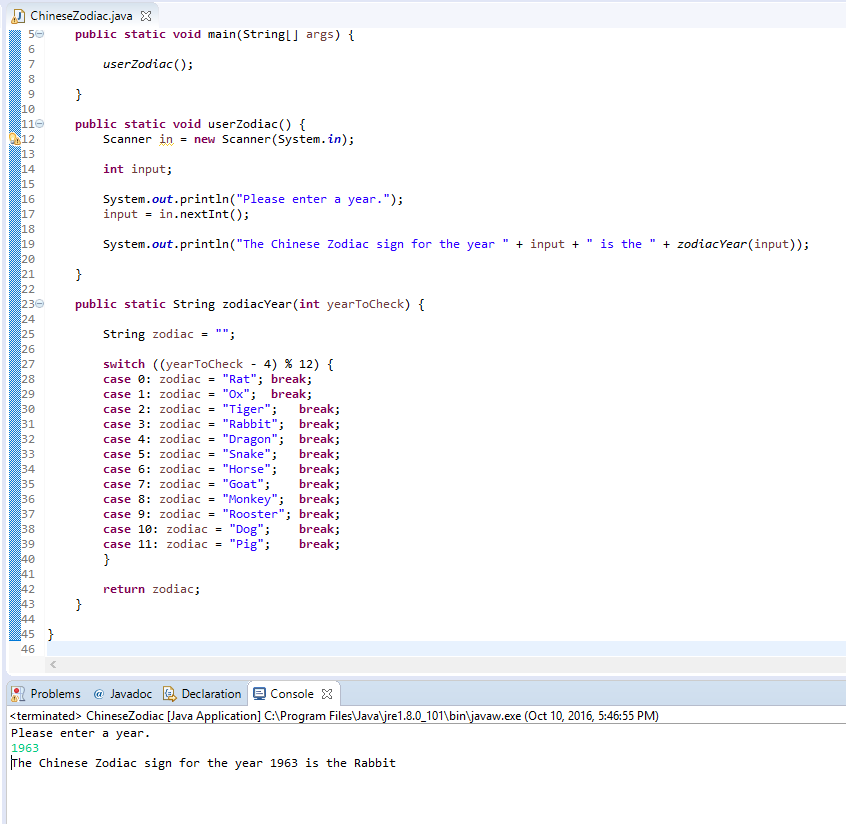 ChineseZodiac.java
5 public static void main(String[] args) {
6
7 userZodiac();
8
9 }
10
11 public static void userZodiac() {
12 Scanner in = new Scanner(System.in);
13
14 int input;
15
16 System.out.println("Please enter a year.");
17 input = in.nextInt();
18
19 System.out.println("The Chinese Zodiac sign for the year " + input + " is the " + zodiacYear(input));
20
21 }
22
23 public static String zodiacYear(int yearToCheck) {
24
25 String zodiac = "";
26
27 switch ((yearToCheck - 4) % 12) {
28 case 0: zodiac = "Rat"; break;
29 case 1: zodiac = "Ox";  break;
30 case 2: zodiac = "Tiger";   break;
31 case 3: zodiac = "Rabbit";  break;
32 case 4: zodiac = "Dragon";  break;
33 case 5: zodiac = "Snake";   break;
34 case 6: zodiac = "Horse";   break;
35 case 7: zodiac = "Goat";    break;
36 case 8: zodiac = "Monkey";  break;
37 case 9: zodiac = "Rooster"; break;
38 case 10: zodiac = "Dog";    break;
39 case 11: zodiac = "Pig";    break;
40 }
41
42 return zodiac;
43 }
44
45 }
46
Problems @ Javadoc Declaration Console
<terminated> ChineseZodiac [Java Application] C:\Program Files\Java\jre1.8.0_101\bin\javaw.exe (Oct 10, 2016, 5:46:55 PM)
Please enter a year.
1963
The Chinese Zodiac sign for the year 1963 is the Rabbit